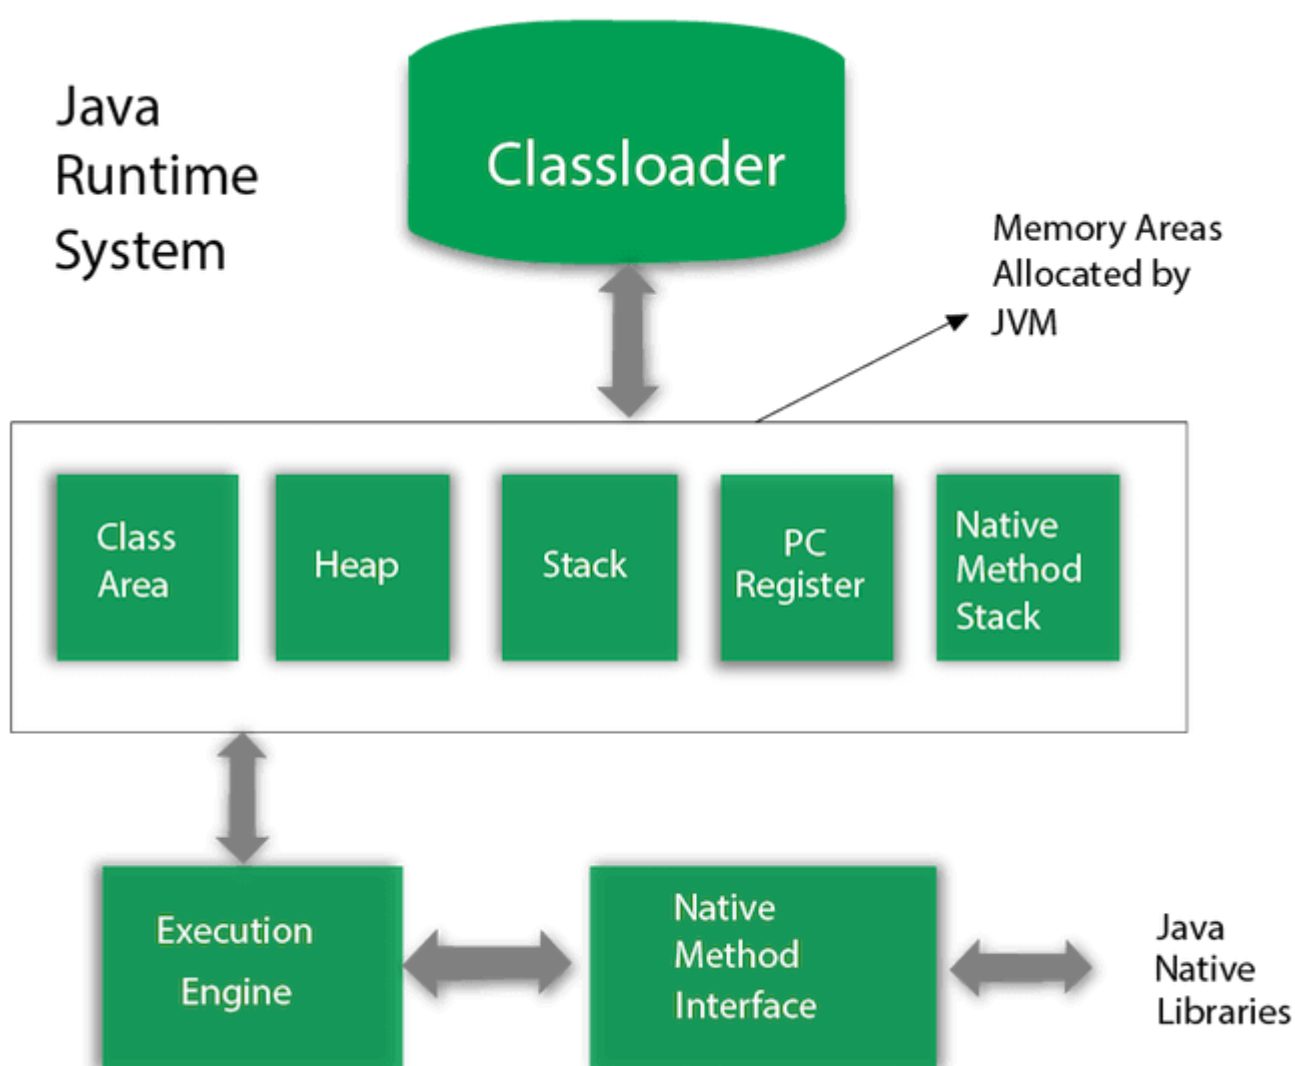 Java
Runtime
System
Classloader
Memory Areas
Allocated by
JVM
Class
Area
Heap
Stack
PC
Register
Native
Method
Stack
Execution
Engine
Native
Method
Interface
Java
Native
Libraries